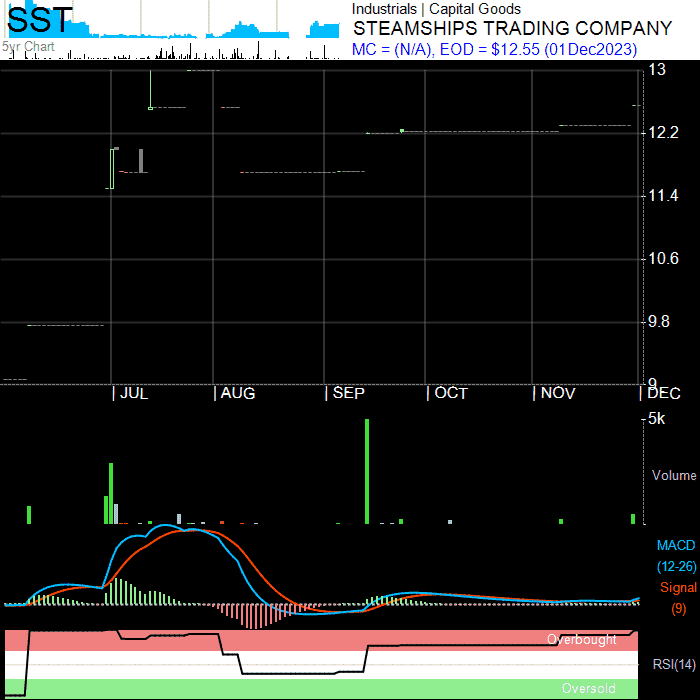 SST
Industrials | Capital Goods
STEAMSHIPS TRADING COMPANY
5yr Chart
MC = (N/A), EOD = $12.55 (01Dec2023)
13
12.2
11.4
10.6
9.8
9
JUL AUG SEP OCT NOV DEC
5k
Volume
MACD
(12-26)
Signal
(9)
Overbought
RSI(14)
Oversold